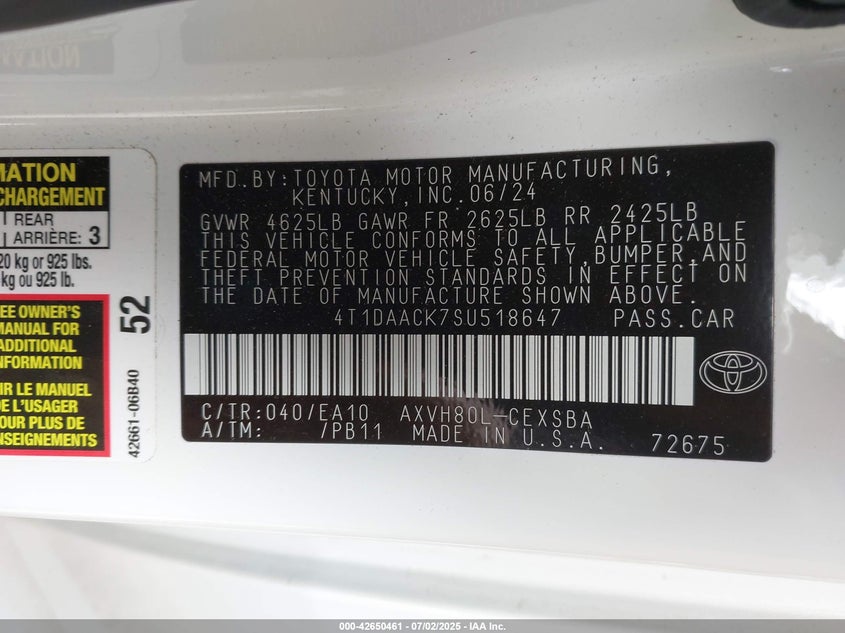 MATION
CHARGEMENT
REAR
ARRIÈRE: 3
20 kg or 925 lbs.
kg ou 925 lb.
EE OWNER'S
MANUAL FOR
ADDITIONAL
NFORMATION
IR LE MANUEL
DE L'USAGER
POUR PLUS DE
ENSEIGNEMENTS
52
42661-06B40
MFD.BY:TOYOTA MOTOR MANUFACTURING,
KENTUCKY,INC.06/24
GVWR 4625LB GAWR FR 2625LB RR 2425LB
THIS VEHICLE CONFORMS TO ALL APPLICABLE
FEDERAL MOTOR VEHICLE SAFETY,BUMPER,AND
THEFT PREVENTION STANDARDS IN EFFECT ON
THE DATE OF MANUFACTURE SHOWN ABOVE.
4T1DAACK7SU518647 PASS.CAR
C/TR:040/EA10 AXVH80L-CEXSBA
A/TM: /PB11 MADE IN U.S.A. 72675
000-42650461 - 07/02/2025 - IAA Inc.